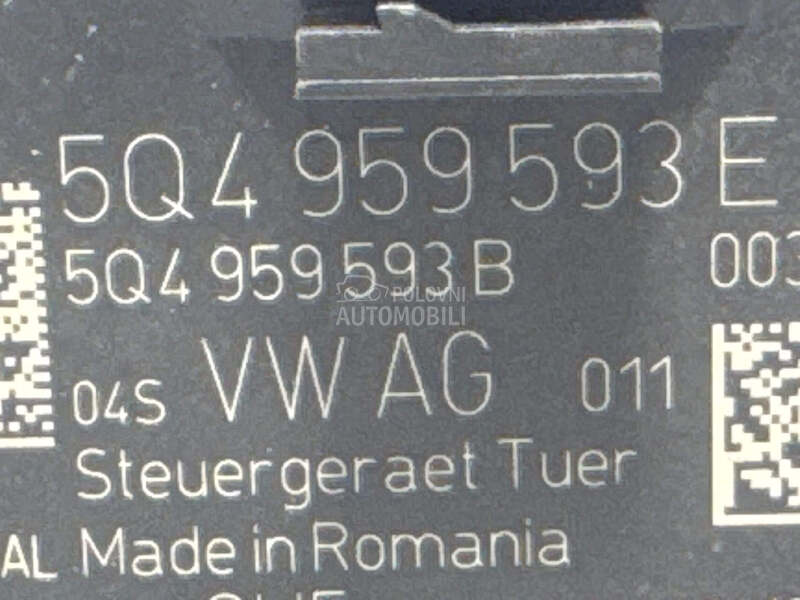 5Q4 959 593 E
5Q4 959 593 B 003
POLOVNI
AUTOMOBILI
04S VW AG 011
Steuergeraet Tuer
AL Made in Romania